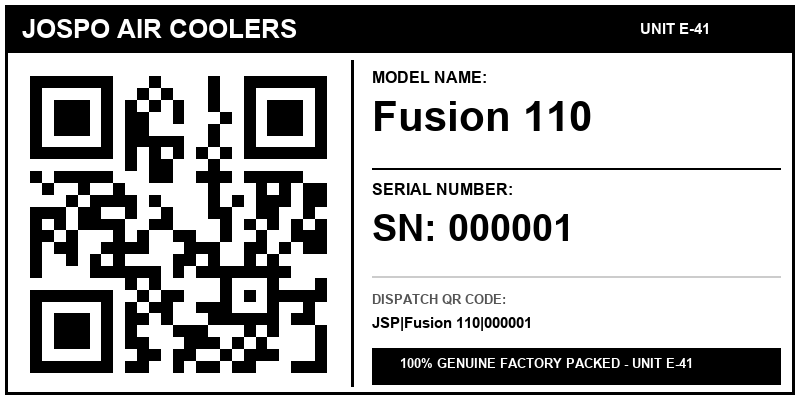 JOSPO AIR COOLERS
UNIT E-41
MODEL NAME:
Fusion 110
SERIAL NUMBER:
SN: 000001
DISPATCH QR CODE:
JSP|Fusion 110|000001
100% GENUINE FACTORY PACKED - UNIT E-41